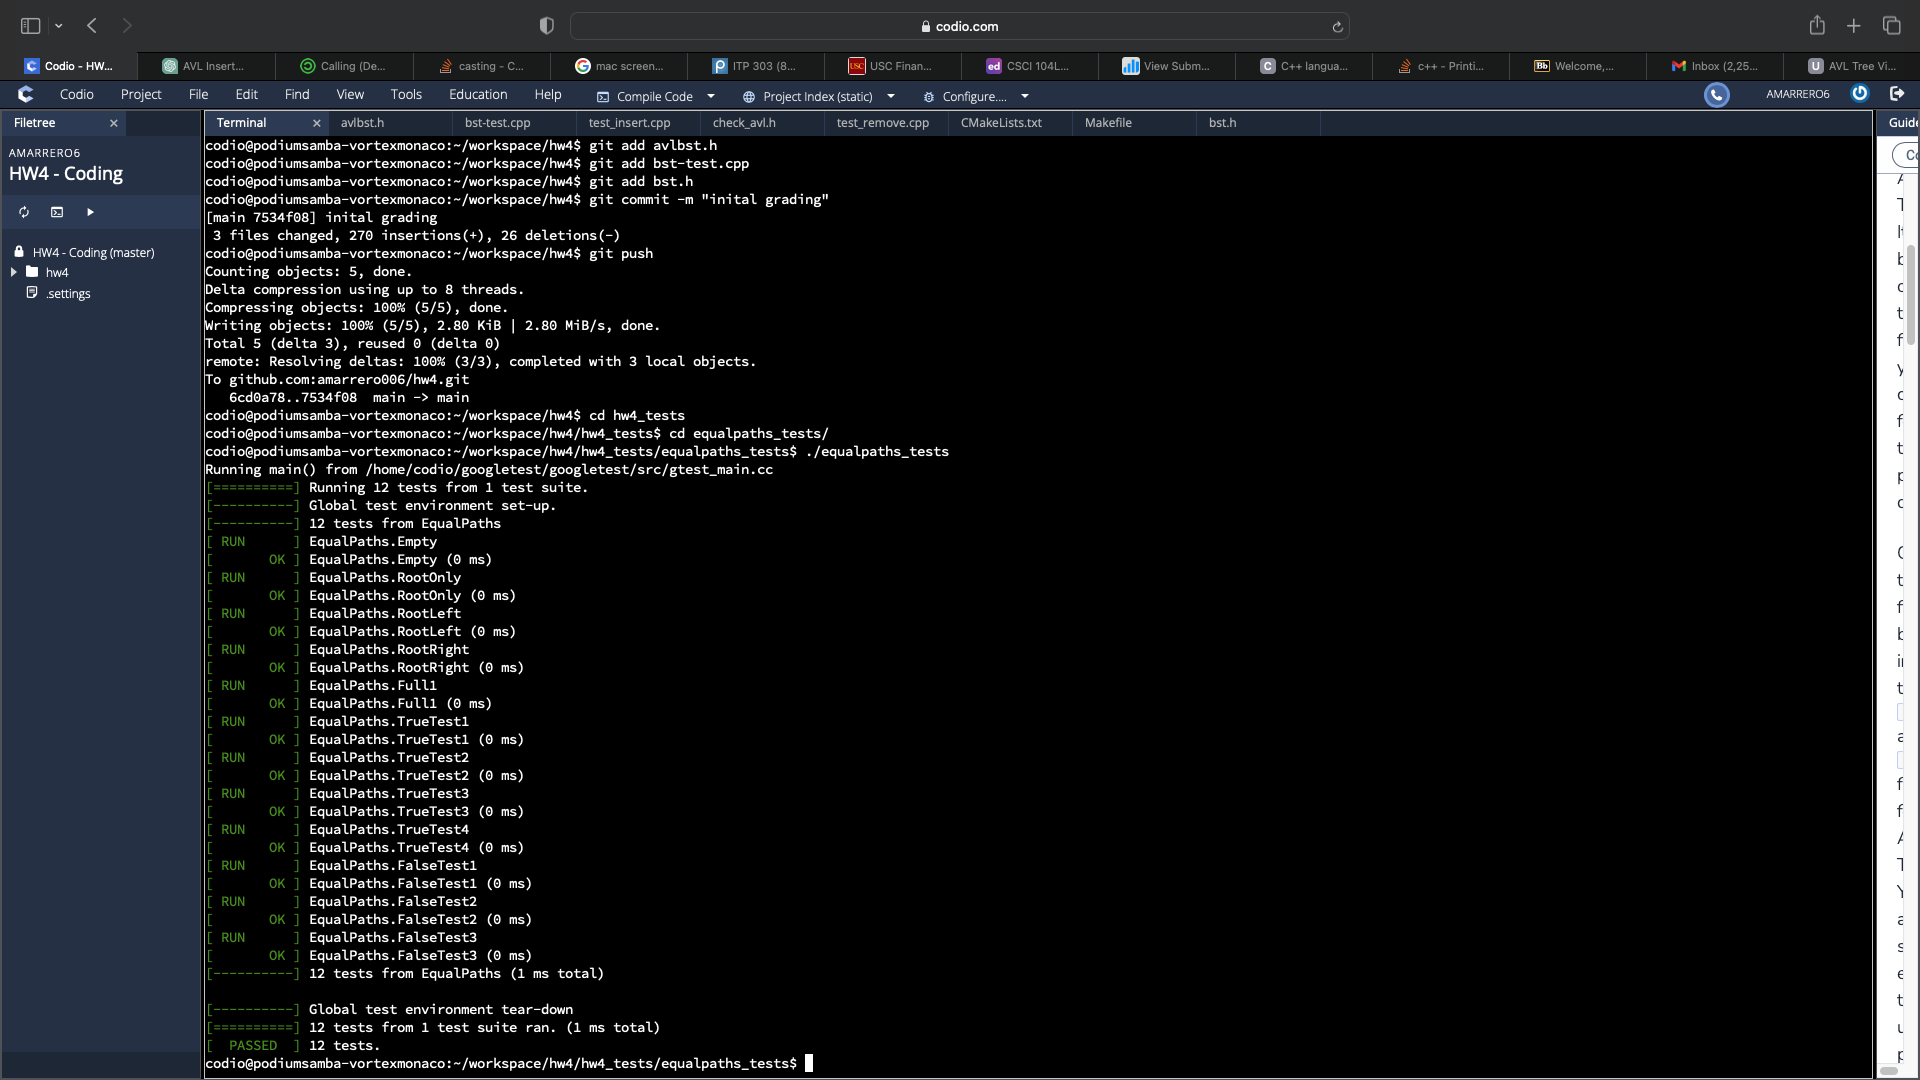 codio.com
Codio - HW...
AVL Insert...
Calling (De...
casting - C...
mac screen...
ITP 303 (8...
USC Finan...
CSCI 104L...
View Subm...
C++ langua...
c++ - Printi...
Welcome,...
Inbox (2,25...
AVL Tree Vi...
Codio Project File Edit Find View Tools Education Help Compile Code Project Index (static) Configure.... AMARRERO6
Filetree
Terminal avlbst.h bst-test.cpp test_insert.cpp check_avl.h test_remove.cpp CMakeLists.txt Makefile bst.h
Guide
AMARRERO6
HW4 - Coding
HW4 - Coding (master)
hw4
.settings
codio@podiumsamba-vortexmonaco:~/workspace/hw4$ git add avlbst.h
codio@podiumsamba-vortexmonaco:~/workspace/hw4$ git add bst-test.cpp
codio@podiumsamba-vortexmonaco:~/workspace/hw4$ git add bst.h
codio@podiumsamba-vortexmonaco:~/workspace/hw4$ git commit -m "inital grading"
[main 7534f08] inital grading
 3 files changed, 270 insertions(+), 26 deletions(-)
codio@podiumsamba-vortexmonaco:~/workspace/hw4$ git push
Counting objects: 5, done.
Delta compression using up to 8 threads.
Compressing objects: 100% (5/5), done.
Writing objects: 100% (5/5), 2.80 KiB | 2.80 MiB/s, done.
Total 5 (delta 3), reused 0 (delta 0)
remote: Resolving deltas: 100% (3/3), completed with 3 local objects.
To github.com:amarrero006/hw4.git
   6cd0a78..7534f08  main -> main
codio@podiumsamba-vortexmonaco:~/workspace/hw4$ cd hw4_tests
codio@podiumsamba-vortexmonaco:~/workspace/hw4/hw4_tests$ cd equalpaths_tests/
codio@podiumsamba-vortexmonaco:~/workspace/hw4/hw4_tests/equalpaths_tests$ ./equalpaths_tests
Running main() from /home/codio/googletest/googletest/src/gtest_main.cc
[==========] Running 12 tests from 1 test suite.
[----------] Global test environment set-up.
[----------] 12 tests from EqualPaths
[ RUN      ] EqualPaths.Empty
[       OK ] EqualPaths.Empty (0 ms)
[ RUN      ] EqualPaths.RootOnly
[       OK ] EqualPaths.RootOnly (0 ms)
[ RUN      ] EqualPaths.RootLeft
[       OK ] EqualPaths.RootLeft (0 ms)
[ RUN      ] EqualPaths.RootRight
[       OK ] EqualPaths.RootRight (0 ms)
[ RUN      ] EqualPaths.Full1
[       OK ] EqualPaths.Full1 (0 ms)
[ RUN      ] EqualPaths.TrueTest1
[       OK ] EqualPaths.TrueTest1 (0 ms)
[ RUN      ] EqualPaths.TrueTest2
[       OK ] EqualPaths.TrueTest2 (0 ms)
[ RUN      ] EqualPaths.TrueTest3
[       OK ] EqualPaths.TrueTest3 (0 ms)
[ RUN      ] EqualPaths.TrueTest4
[       OK ] EqualPaths.TrueTest4 (0 ms)
[ RUN      ] EqualPaths.FalseTest1
[       OK ] EqualPaths.FalseTest1 (0 ms)
[ RUN      ] EqualPaths.FalseTest2
[       OK ] EqualPaths.FalseTest2 (0 ms)
[ RUN      ] EqualPaths.FalseTest3
[       OK ] EqualPaths.FalseTest3 (0 ms)
[----------] 12 tests from EqualPaths (1 ms total)
[----------] Global test environment tear-down
[==========] 12 tests from 1 test suite ran. (1 ms total)
[  PASSED  ] 12 tests.
codio@podiumsamba-vortexmonaco:~/workspace/hw4/hw4_tests/equalpaths_tests$